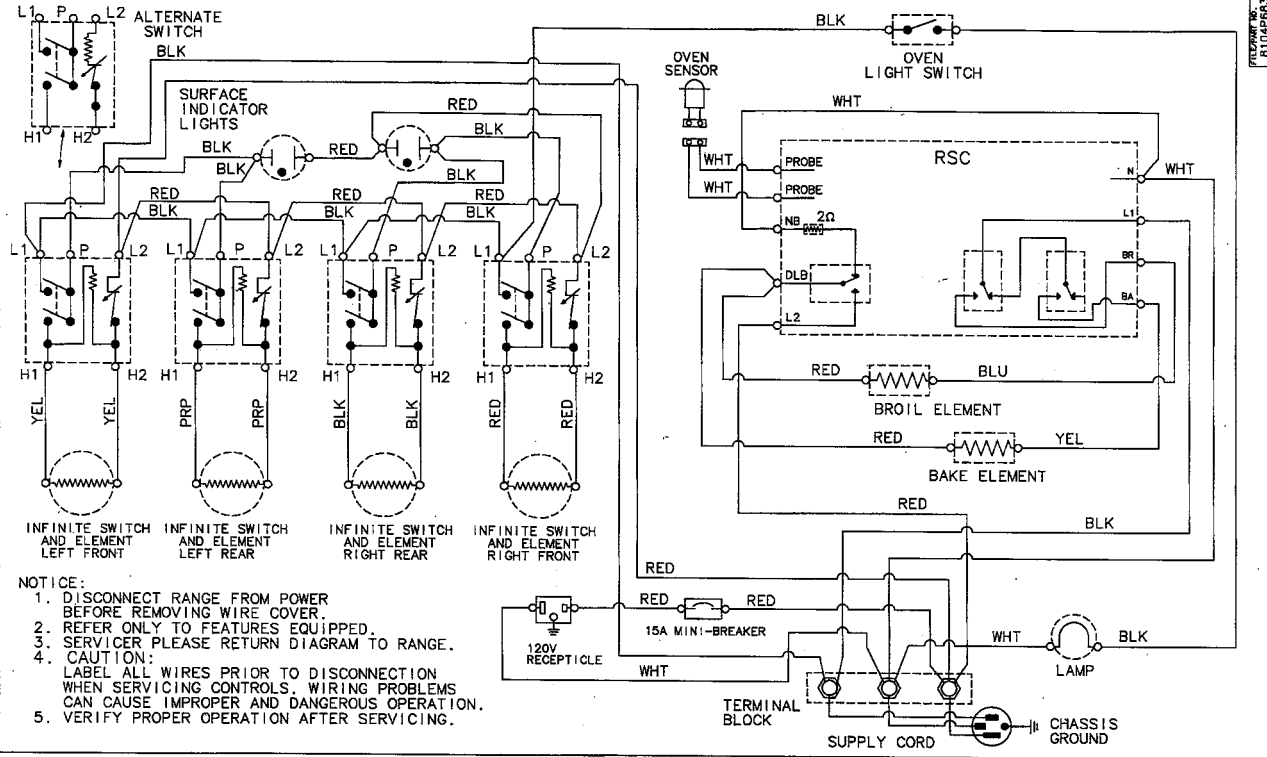 L1 P L2 ALTERNATE
SWITCH
H1 H2
BLK
SURFACE
INDICATOR
LIGHTS
BLK
BLK
RED
RED
BLK
BLK
RED
BLK
RED
BLK
RED
BLK
L1 P L2
L1 P L2
L1 P L2
L1 P L2
H1 H2
H1 H2
H1 H2
H1 H2
YEL YEL
PRP PRP
BLK BLK
RED RED
INFINITE SWITCH
AND ELEMENT
LEFT FRONT
INFINITE SWITCH
AND ELEMENT
LEFT REAR
INFINITE SWITCH
AND ELEMENT
RIGHT REAR
INFINITE SWITCH
AND ELEMENT
RIGHT FRONT
BLK
OVEN
LIGHT SWITCH
OVEN
SENSOR
WHT
WHT
WHT
PROBE
PROBE
RSC
N
WHT
NB
2Ω
DLB
L2
L1
BR
BA
RED
BLU
BROIL ELEMENT
RED
YEL
BAKE ELEMENT
RED
BLK
RED
NOTICE:
1. DISCONNECT RANGE FROM POWER
BEFORE REMOVING WIRE COVER.
2. REFER ONLY TO FEATURES EQUIPPED.
3. SERVICER PLEASE RETURN DIAGRAM TO RANGE.
4. CAUTION:
LABEL ALL WIRES PRIOR TO DISCONNECTION
WHEN SERVICING CONTROLS. WIRING PROBLEMS
CAN CAUSE IMPROPER AND DANGEROUS OPERATION.
5. VERIFY PROPER OPERATION AFTER SERVICING.
120V
RECEPTICLE
RED
15A MINI-BREAKER
RED
WHT
WHT
LAMP
BLK
TERMINAL
BLOCK
SUPPLY CORD
CHASSIS
GROUND